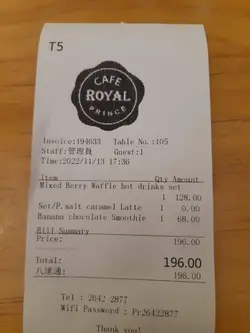 T5
CAFE
ROYAL
PRINCE
Invoice:194633 Table No.:105
Staff:管理員 Guest:1
Time:2022/11/13 17:36
Item Qty Amount
Mixed Berry Waffle hot drinks set
1 128.00
Set/P.salt caramel Latte 1 0.00
Banana chocolate Smoothie 1 68.00
Bill Summary
Price: 196.00
Total: 196.00
八達通: 196.00
Tel : 2642 2877
Wifi Password : Pr26422877
Thank you!